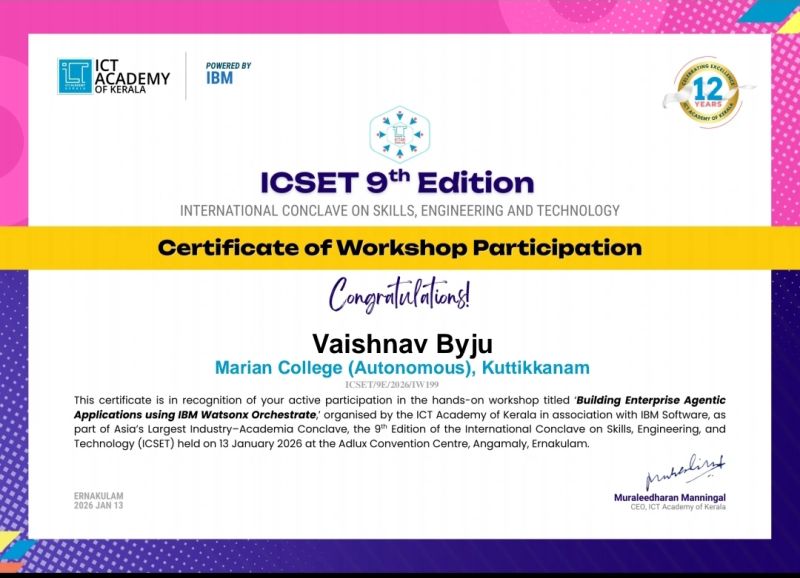 ICT
ACADEMY
OF KERALA
POWERED BY
IBM
CELEBRATING EXCELLENCE
12
YEARS
ICT ACADEMY OF KERALA
ICSET 9th Edition
INTERNATIONAL CONCLAVE ON SKILLS, ENGINEERING AND TECHNOLOGY
Certificate of Workshop Participation
Congratulations!
Vaishnav Byju
Marian College (Autonomous), Kuttikkanam
ICSET/9E/2026/IW199
This certificate is in recognition of your active participation in the hands-on workshop titled ‘Building Enterprise Agentic
Applications using IBM Watsonx Orchestrate,’ organised by the ICT Academy of Kerala in association with IBM Software, as
part of Asia’s Largest Industry–Academia Conclave, the 9th Edition of the International Conclave on Skills, Engineering, and
Technology (ICSET) held on 13 January 2026 at the Adlux Convention Centre, Angamaly, Ernakulam.
ERNAKULAM
2026 JAN 13
Muraleedharan Manningal
CEO, ICT Academy of Kerala